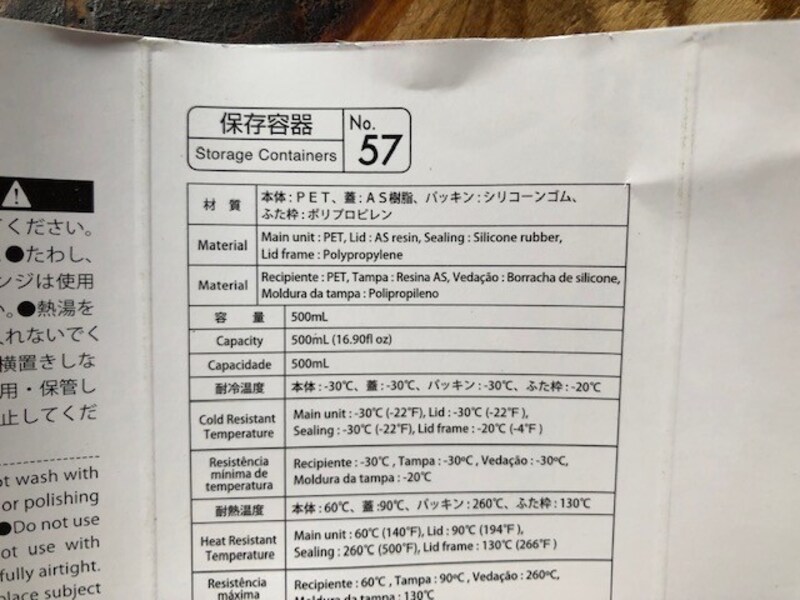 保存容器
Storage Containers
No.
57
てください。
●たわし、
ンジは使用
い。●熱湯を
入れないでく
横置きしな
用・保管し
止してくだ
ot wash with
or polishing
●Do not use
ot use with
fully airtight.
place subject
材 質
本体:PET、蓋:AS樹脂、パッキン:シリコーンゴム、
ふた枠:ポリプロピレン
Material
Main unit : PET, Lid : AS resin, Sealing : Silicone rubber,
Lid frame : Polypropylene
Material
Recipiente : PET, Tampa : Resina AS, Vedação : Borracha de silicone,
Moldura da tampa : Polipropileno
容 量
500mL
Capacity
500mL (16.90fl oz)
Capacidade
500mL
耐冷温度
本体:-30℃、蓋:-30℃、パッキン:-30℃、ふた枠:-20℃
Cold Resistant
Temperature
Main unit : -30℃ (-22℉), Lid : -30℃ (-22℉),
Sealing : -30℃ (-22℉), Lid frame : -20℃ (-4℉)
Resistência
mínima de
temperatura
Recipiente : -30℃ , Tampa : -30ºC , Vedação : -30ºC,
Moldura da tampa : -20℃
耐熱温度
本体:60℃、蓋:90℃、パッキン:260℃、ふた枠:130℃
Heat Resistant
Temperature
Main unit : 60℃ (140℉), Lid : 90℃ (194℉),
Sealing : 260℃ (500℉), Lid frame : 130℃ (266℉)
Resistência
máxima
Recipiente : 60℃ , Tampa : 90ºC , Vedação : 260ºC,
Moldura da tampa : 130℃